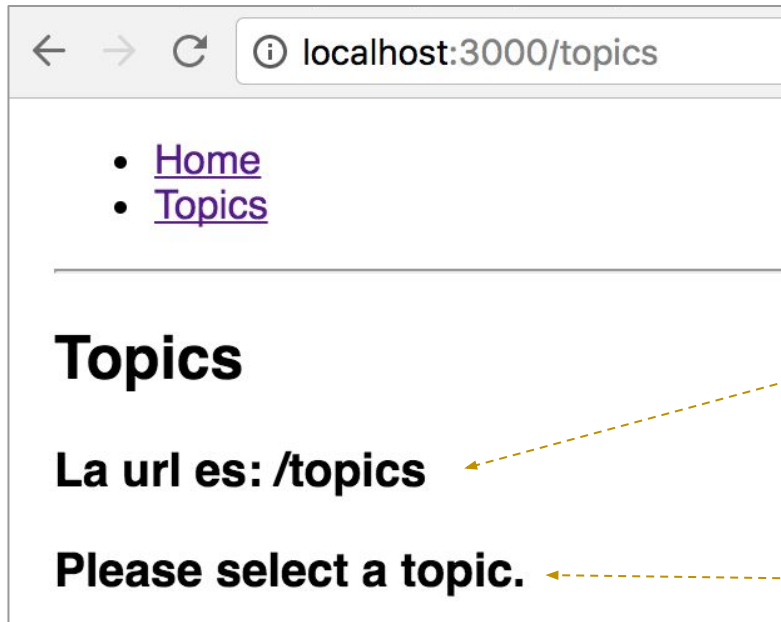 localhost:3000/topics
Home
Topics
Topics
La url es: /topics
Please select a topic.